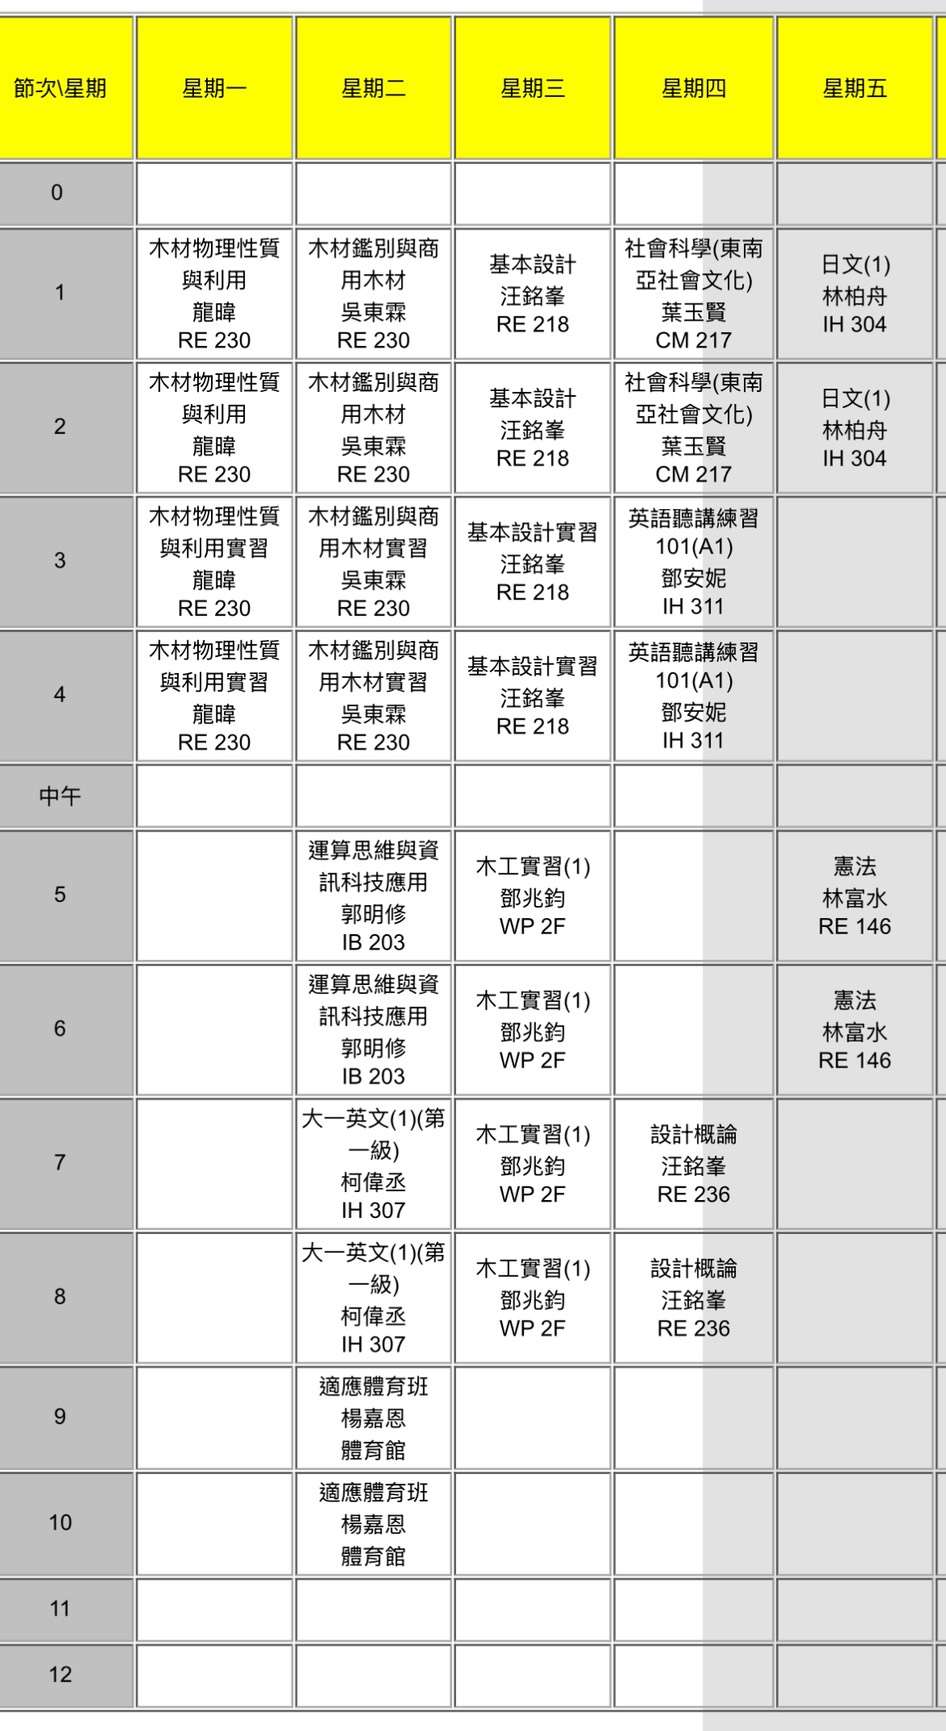 節次\星期 星期一 星期二 星期三 星期四 星期五
0
1
木材物理性質
與利用
龍暐
RE 230
木材鑑別與商
用木材
吳東霖
RE 230
基本設計
汪銘峯
RE 218
社會科學(東南
亞社會文化)
葉玉賢
CM 217
日文(1)
林柏舟
IH 304
2
木材物理性質
與利用
龍暐
RE 230
木材鑑別與商
用木材
吳東霖
RE 230
基本設計
汪銘峯
RE 218
社會科學(東南
亞社會文化)
葉玉賢
CM 217
日文(1)
林柏舟
IH 304
3
木材物理性質
與利用實習
龍暐
RE 230
木材鑑別與商
用木材實習
吳東霖
RE 230
基本設計實習
汪銘峯
RE 218
英語聽講練習
101(A1)
鄧安妮
IH 311
4
木材物理性質
與利用實習
龍暐
RE 230
木材鑑別與商
用木材實習
吳東霖
RE 230
基本設計實習
汪銘峯
RE 218
英語聽講練習
101(A1)
鄧安妮
IH 311
中午
5
運算思維與資
訊科技應用
郭明修
IB 203
木工實習(1)
鄧兆鈞
WP 2F
憲法
林富水
RE 146
6
運算思維與資
訊科技應用
郭明修
IB 203
木工實習(1)
鄧兆鈞
WP 2F
憲法
林富水
RE 146
7
大一英文(1)(第
一級)
柯偉丞
IH 307
木工實習(1)
鄧兆鈞
WP 2F
設計概論
汪銘峯
RE 236
8
大一英文(1)(第
一級)
柯偉丞
IH 307
木工實習(1)
鄧兆鈞
WP 2F
設計概論
汪銘峯
RE 236
9
適應體育班
楊嘉恩
體育館
10
適應體育班
楊嘉恩
體育館
11
12